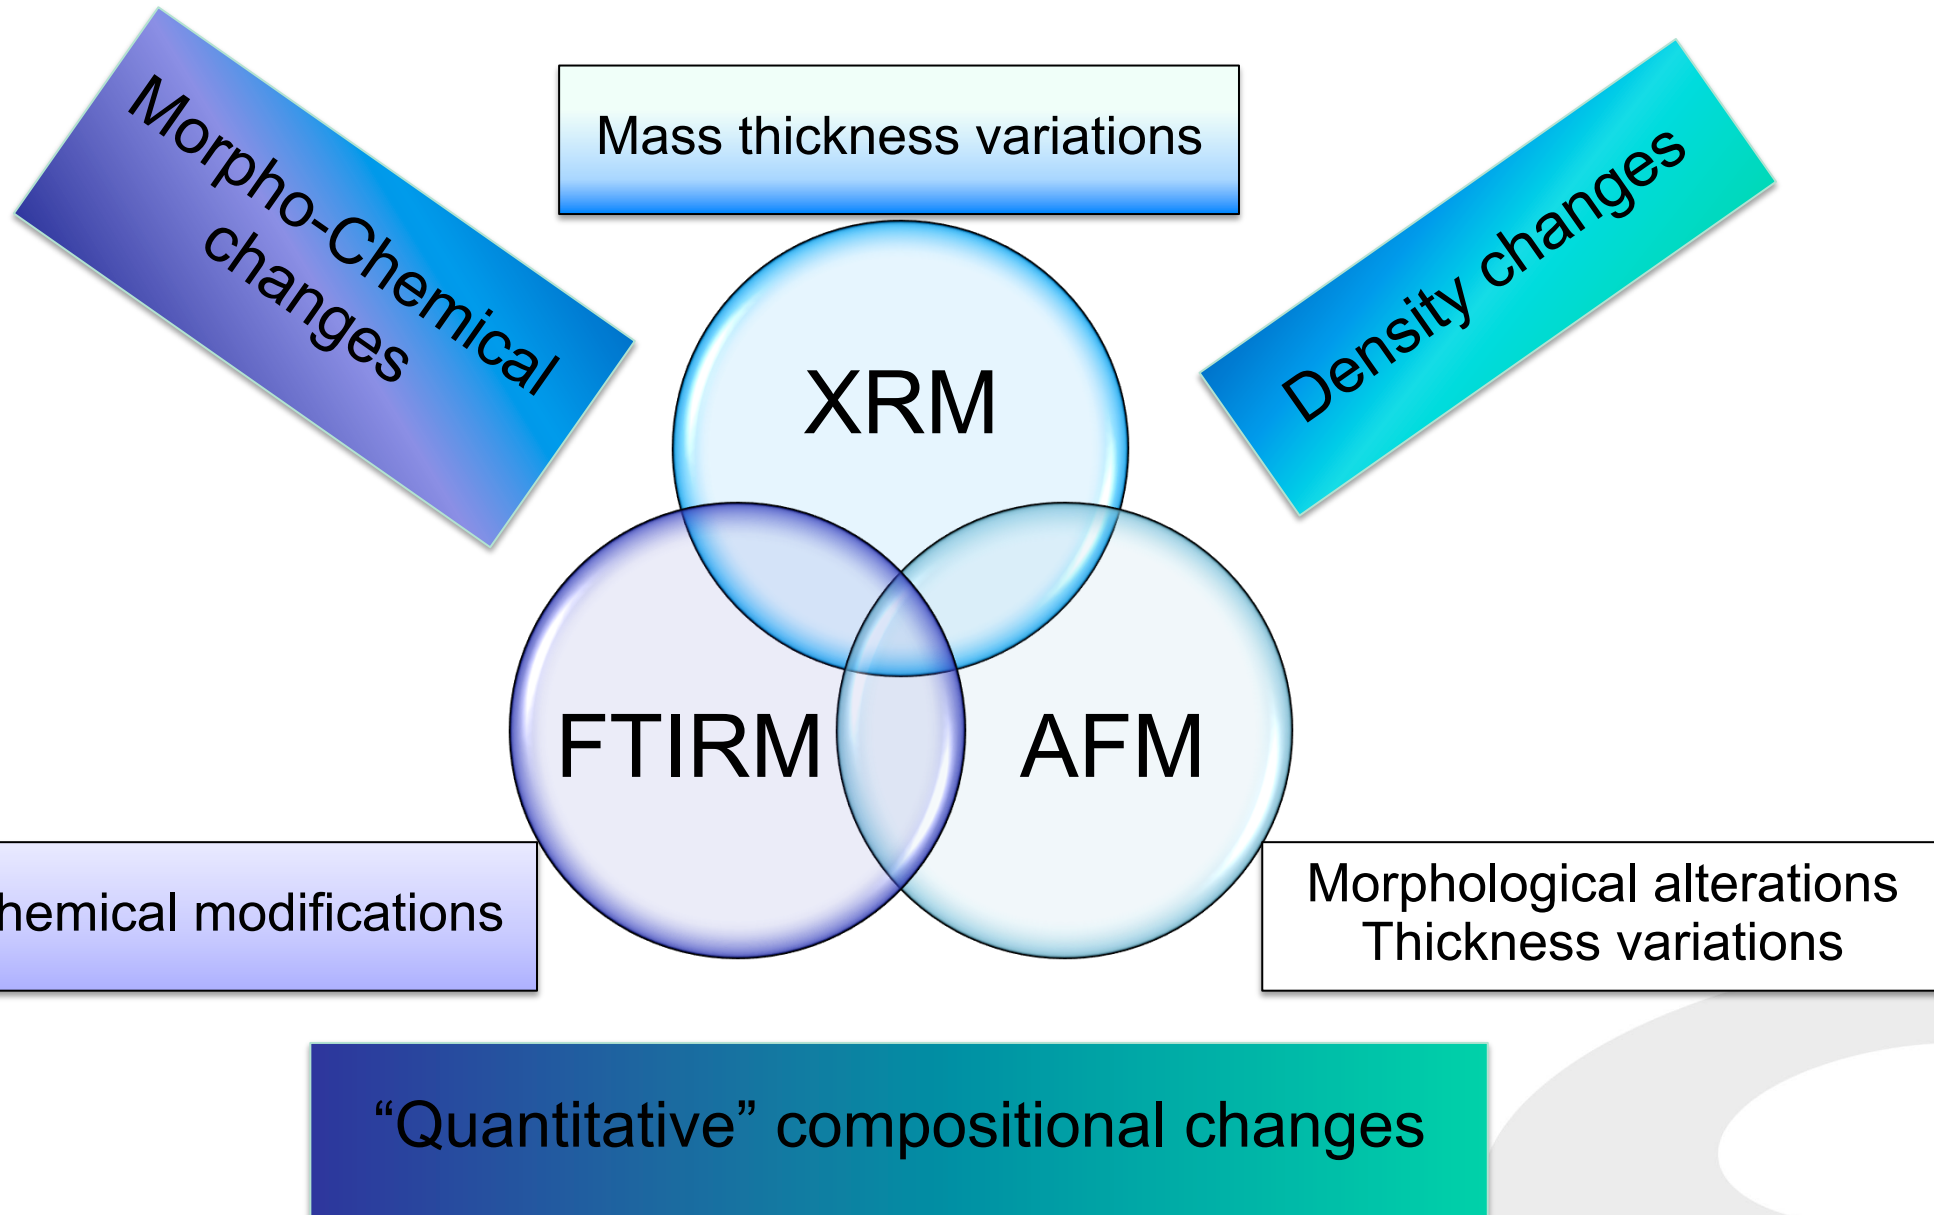 Morpho-Chemical
changes
Mass thickness variations
Density changes
XRM
FTIRM
AFM
hemical modifications
Morphological alterations
Thickness variations
“Quantitative” compositional changes